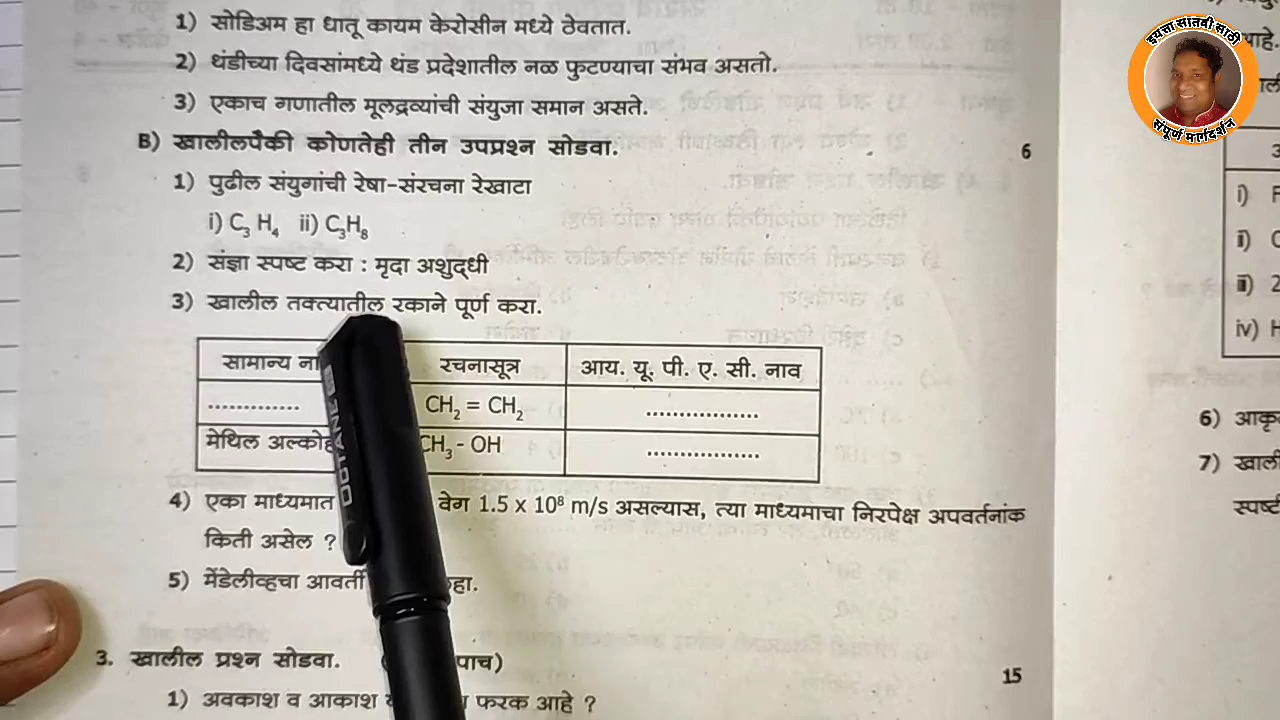 1) सोडिअम हा धातू कायम केरोसीन मध्ये ठेवतात.
2) थंडीच्या दिवसांमध्ये थंड प्रदेशातील नळ फुटण्याचा संभव असतो.
3) एकाच गणातील मूलद्रव्यांची संयुजा समान असते.
B) खालीलपैकी कोणतेही तीन उपप्रश्न सोडवा. 6
1) पुढील संयुगांची रेषा-संरचना रेखाटा
i) C₃ H₄ ii) C₃H₈
2) संज्ञा स्पष्ट करा : मृदा अशुद्धी
3) खालील तक्त्यातील रकाने पूर्ण करा.
सामान्य रचनासूत्र आय. यू. पी. ए. सी. नाव
............. CH₂ = CH₂ .................
मेथिल CH₃ - OH .................
4) एका माध्यमात वेग 1.5 x 10⁸ m/s असल्यास, त्या माध्यमाचा निरपेक्ष अपवर्तनांक
किती असेल ?
5) मेंडेलीव्हचा आवर्ती
3. खालील प्रश्न सोडवा. पाच) 15
1) अवकाश व आकाश फरक आहे ?
आहे.
i)
ii)
iii) 2
iv)
6)
7)
इयत्ता सातवी साठी
संपूर्ण मार्गदर्शन
OCTANE